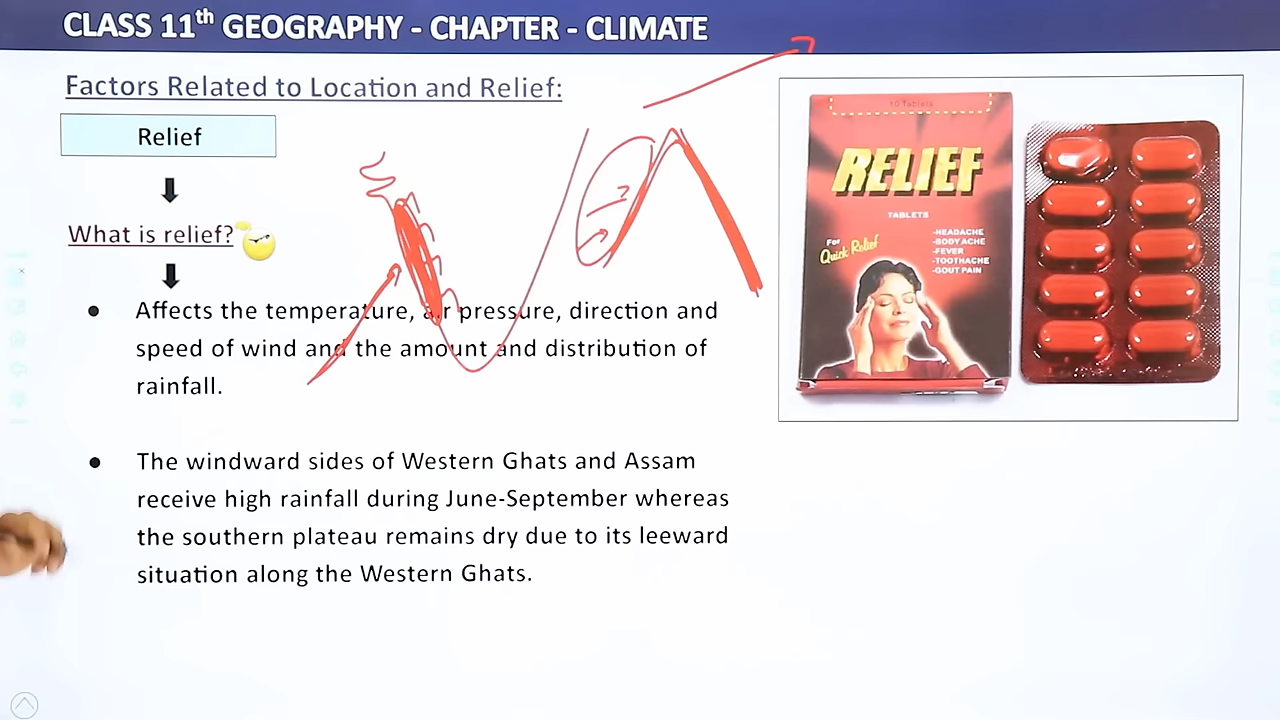 CLASS 11th GEOGRAPHY - CHAPTER - CLIMATE
Factors Related to Location and Relief:
Relief
What is relief?
● Affects the temperature, air pressure, direction and
speed of wind and the amount and distribution of
rainfall.
● The windward sides of Western Ghats and Assam
receive high rainfall during June-September whereas
the southern plateau remains dry due to its leeward
situation along the Western Ghats.
10 Tablets
RELIEF
TABLETS
For
Quick Relief
-HEADACHE
-BODY ACHE
-FEVER
-TOOTHACHE
-GOUT PAIN